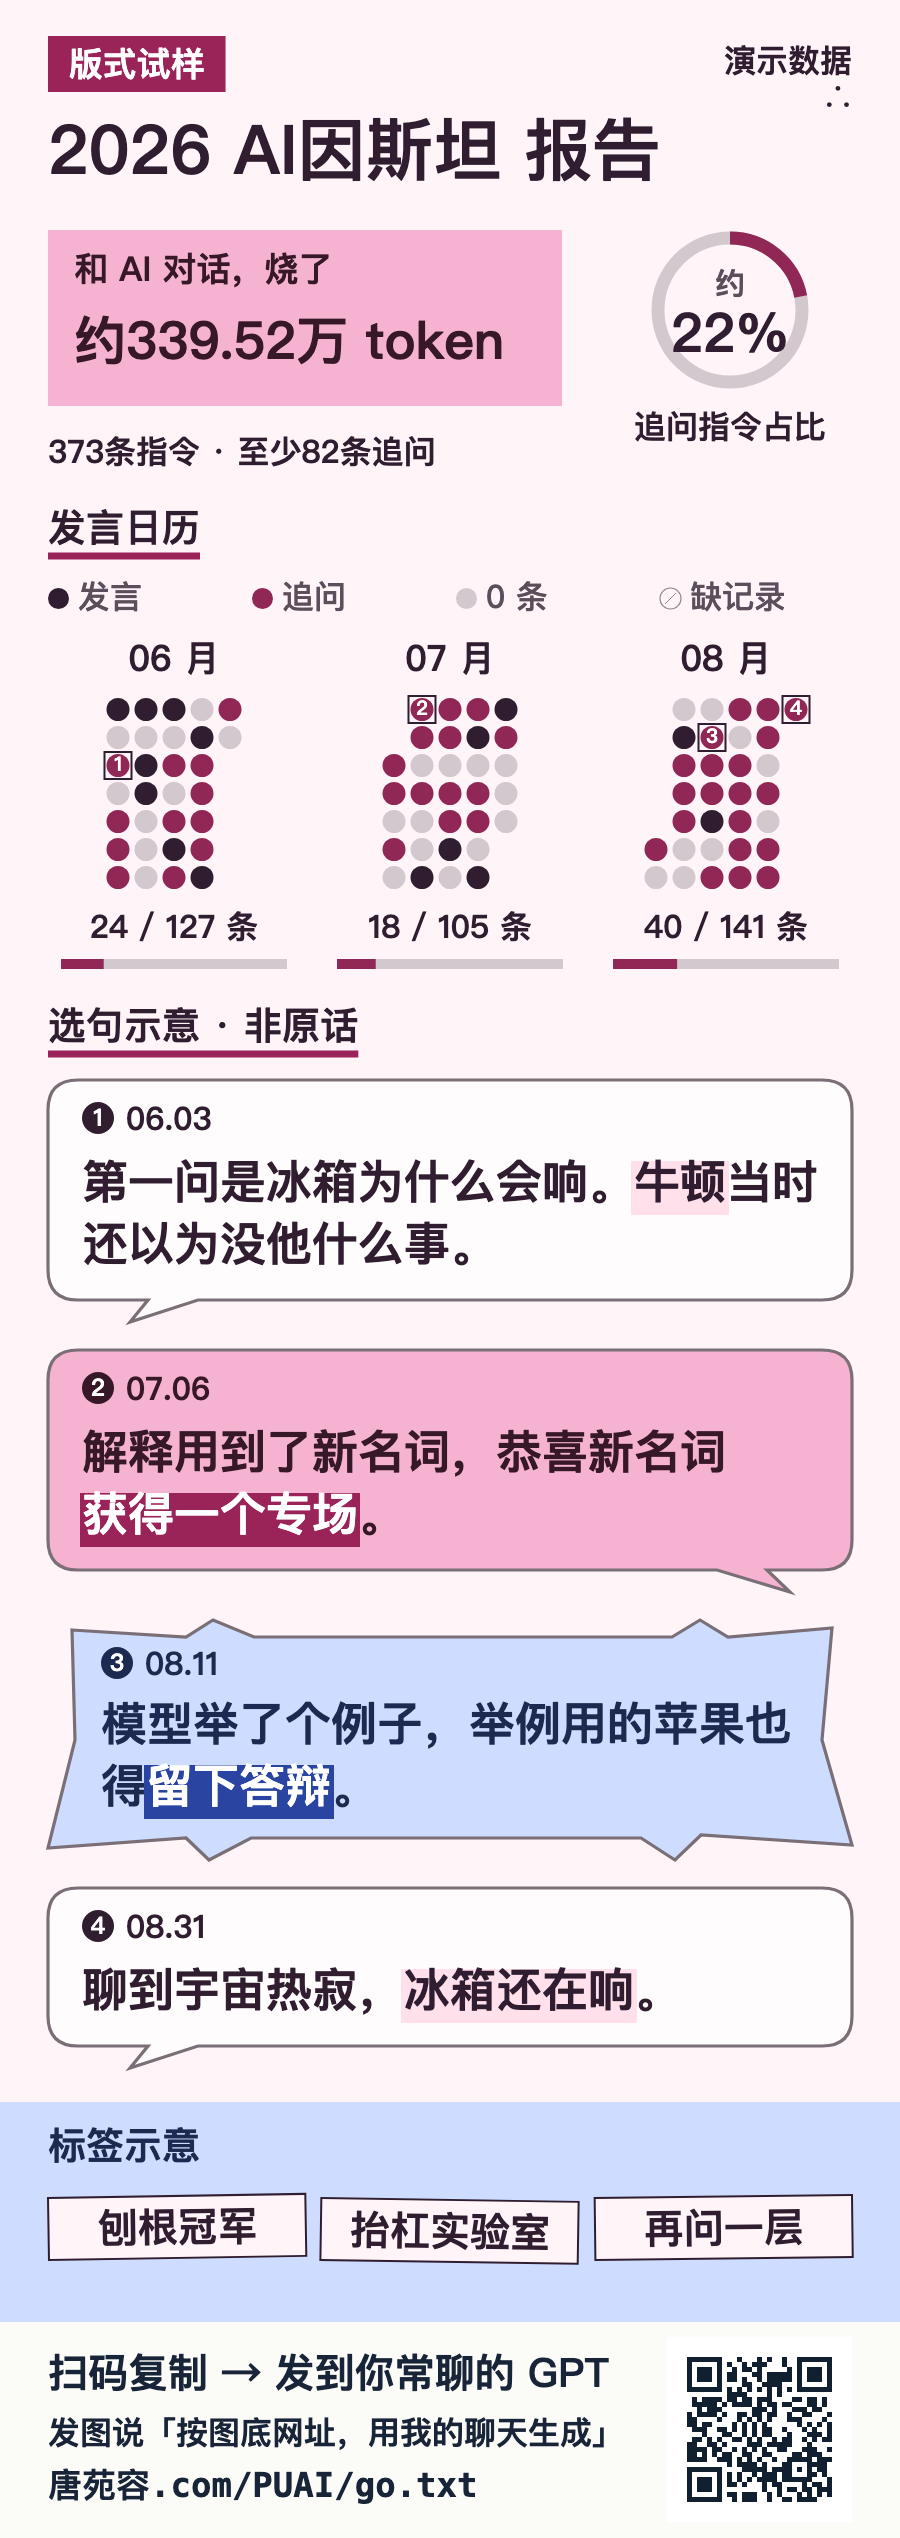 版式试样
演示数据
2026 AI因斯坦 报告
和 AI 对话，烧了
约339.52万 token
约
22%
追问指令占比
373条指令 · 至少82条追问
发言日历
发言
追问
0 条
缺记录
06 月
07 月
08 月
1
2
3
4
24 / 127 条
18 / 105 条
40 / 141 条
选句示意 · 非原话
1 06.03
第一问是冰箱为什么会响。牛顿当时
还以为没他什么事。
2 07.06
解释用到了新名词，恭喜新名词
获得一个专场。
3 08.11
模型举了个例子，举例用的苹果也
得留下答辩。
4 08.31
聊到宇宙热寂，冰箱还在响。
标签示意
刨根冠军
抬杠实验室
再问一层
扫码复制 → 发到你常聊的 GPT
发图说「按图底网址，用我的聊天生成」
唐苑容.com/PUAI/go.txt